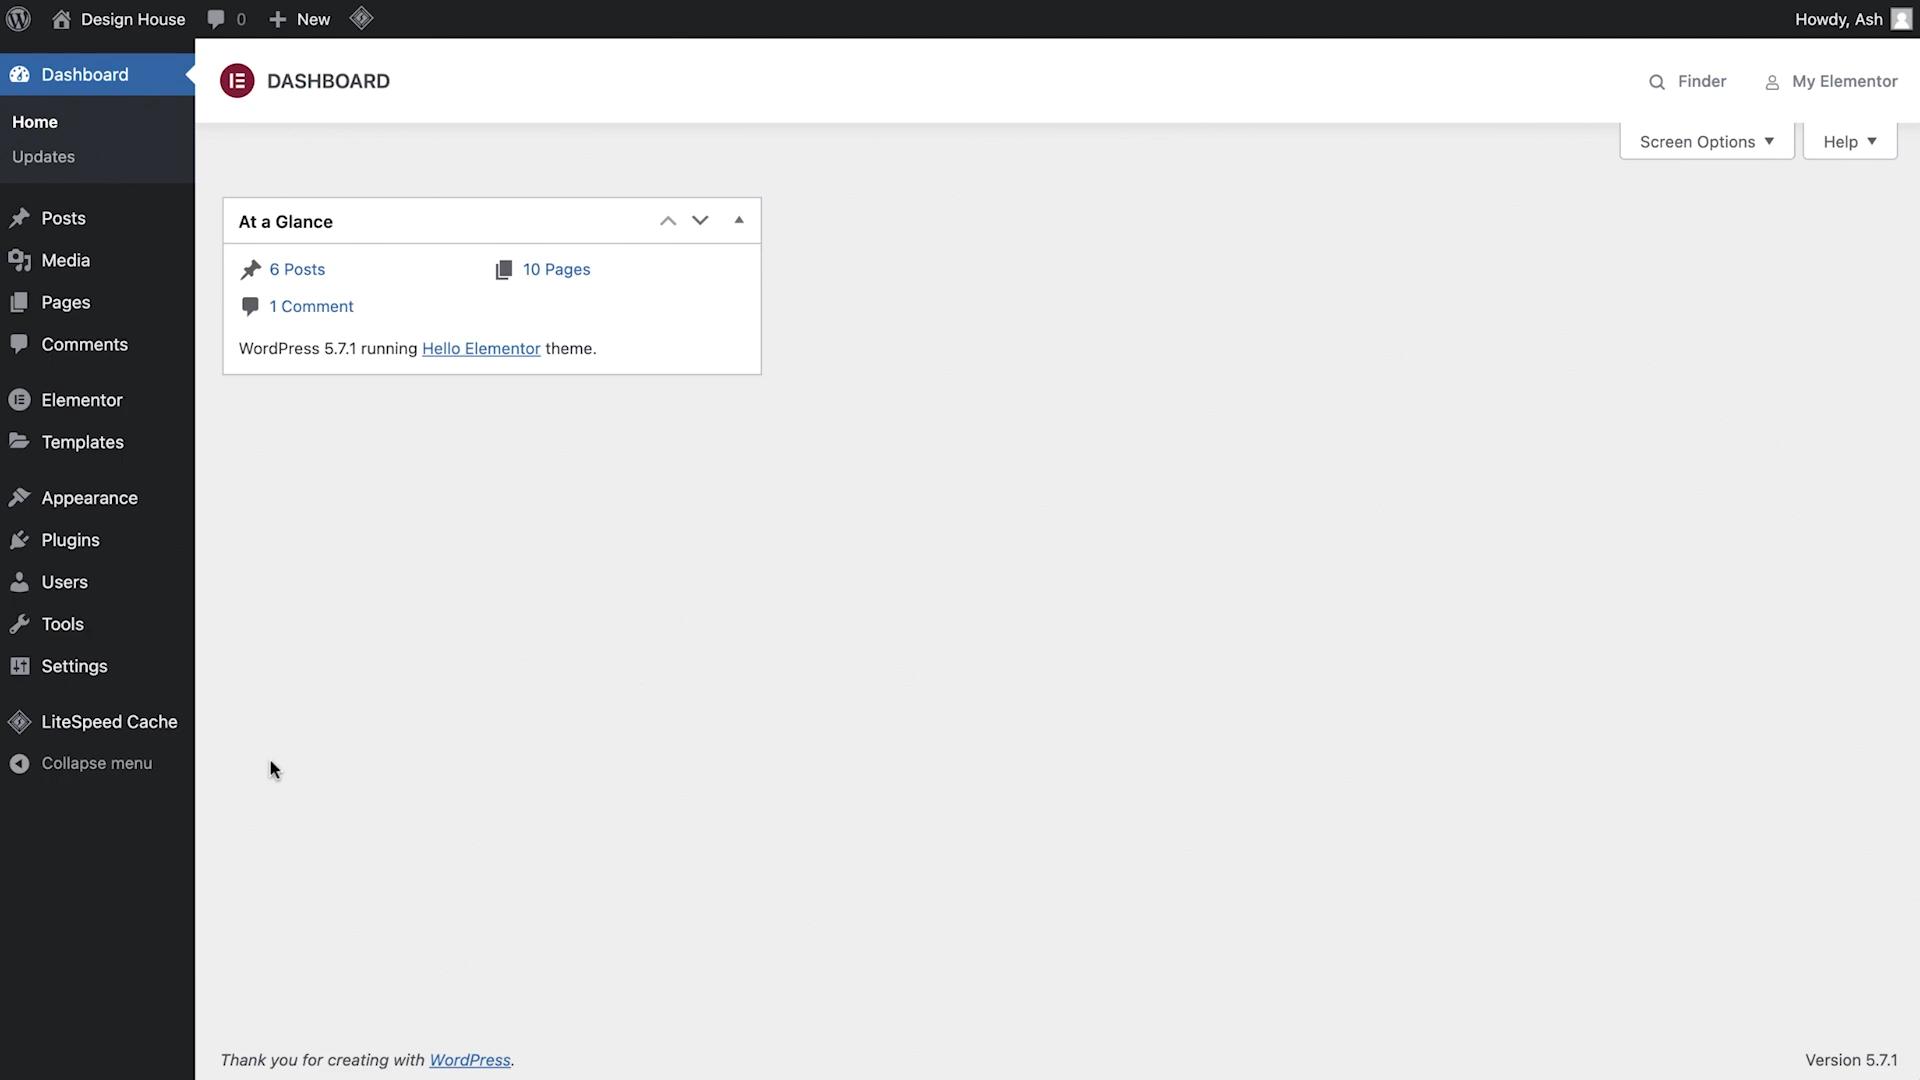 Design House 0 New Howdy, Ash
Dashboard
Home
Updates
Posts
Media
Pages
Comments
Elementor
Templates
Appearance
Plugins
Users
Tools
Settings
LiteSpeed Cache
Collapse menu
DASHBOARD
Finder My Elementor
Screen Options Help
At a Glance
6 Posts 10 Pages
1 Comment
WordPress 5.7.1 running Hello Elementor theme.
Thank you for creating with WordPress. Version 5.7.1